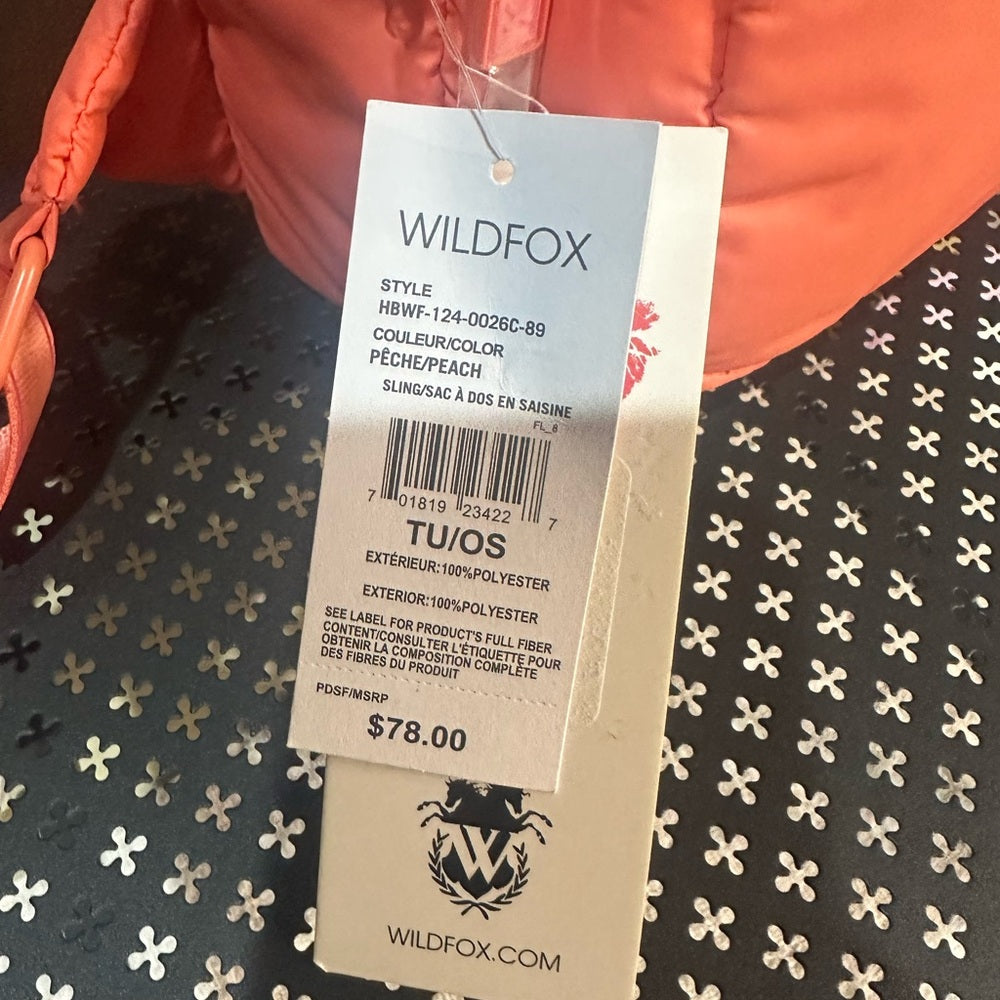 WILDFOX
STYLE
HBWF-124-0026C-89
COULEUR/COLOR
PÊCHE/PEACH
SLING/SAC À DOS EN SAISINE
FL_8
7 01819 23422 7
TU/OS
EXTÉRIEUR:100%POLYESTER
EXTERIOR:100%POLYESTER
SEE LABEL FOR PRODUCT'S FULL FIBER
CONTENT/CONSULTER L'ÉTIQUETTE POUR
OBTENIR LA COMPOSITION COMPLÈTE
DES FIBRES DU PRODUIT
PDSF/MSRP
$78.00
W
WILDFOX.COM